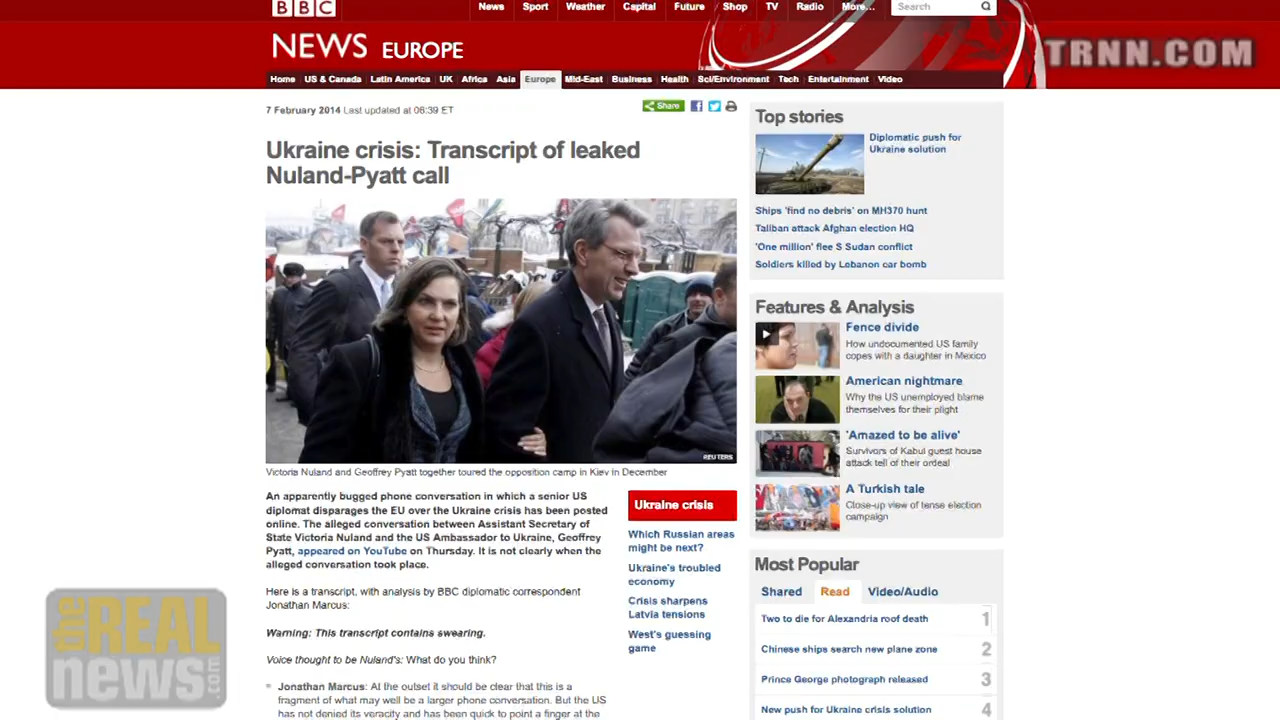 BBC
News Sport Weather Capital Future Shop TV Radio More... Search
NEWS EUROPE
TRNN.COM
Home US & Canada Latin America UK Africa Asia Europe Mid-East Business Health Sci/Environment Tech Entertainment Video
7 February 2014 Last updated at 06:39 ET
Share
Ukraine crisis: Transcript of leaked
Nuland-Pyatt call
REUTERS
Victoria Nuland and Geoffrey Pyatt together toured the opposition camp in Kiev in December
An apparently bugged phone conversation in which a senior US
diplomat disparages the EU over the Ukraine crisis has been posted
online. The alleged conversation between Assistant Secretary of
State Victoria Nuland and the US Ambassador to Ukraine, Geoffrey
Pyatt, appeared on YouTube on Thursday. It is not clearly when the
alleged conversation took place.
Here is a transcript, with analysis by BBC diplomatic correspondent
Jonathan Marcus:
Warning: This transcript contains swearing.
Voice thought to be Nuland's: What do you think?
Jonathan Marcus: At the outset it should be clear that this is a
fragment of what may well be a larger phone conversation. But the US
has not denied its veracity and has been quick to point a finger at the
Ukraine crisis
Which Russian areas
might be next?
Ukraine's troubled
economy
Crisis sharpens
Latvia tensions
West's guessing
game
Top stories
Diplomatic push for
Ukraine solution
Ships 'find no debris' on MH370 hunt
Taliban attack Afghan election HQ
'One million' flee S Sudan conflict
Soldiers killed by Lebanon car bomb
Features & Analysis
Fence divide
How undocumented US family
copes with a daughter in Mexico
American nightmare
Why the US unemployed blame
themselves for their plight
'Amazed to be alive'
Survivors of Kabul guest house
attack tell of their ordeal
A Turkish tale
Close-up view of tense election
campaign
Most Popular
Shared Read Video/Audio
Two to die for Alexandria roof death 1
Chinese ships search new plane zone 2
Prince George photograph released 3
New push for Ukraine crisis solution 4
the REAL
news.com